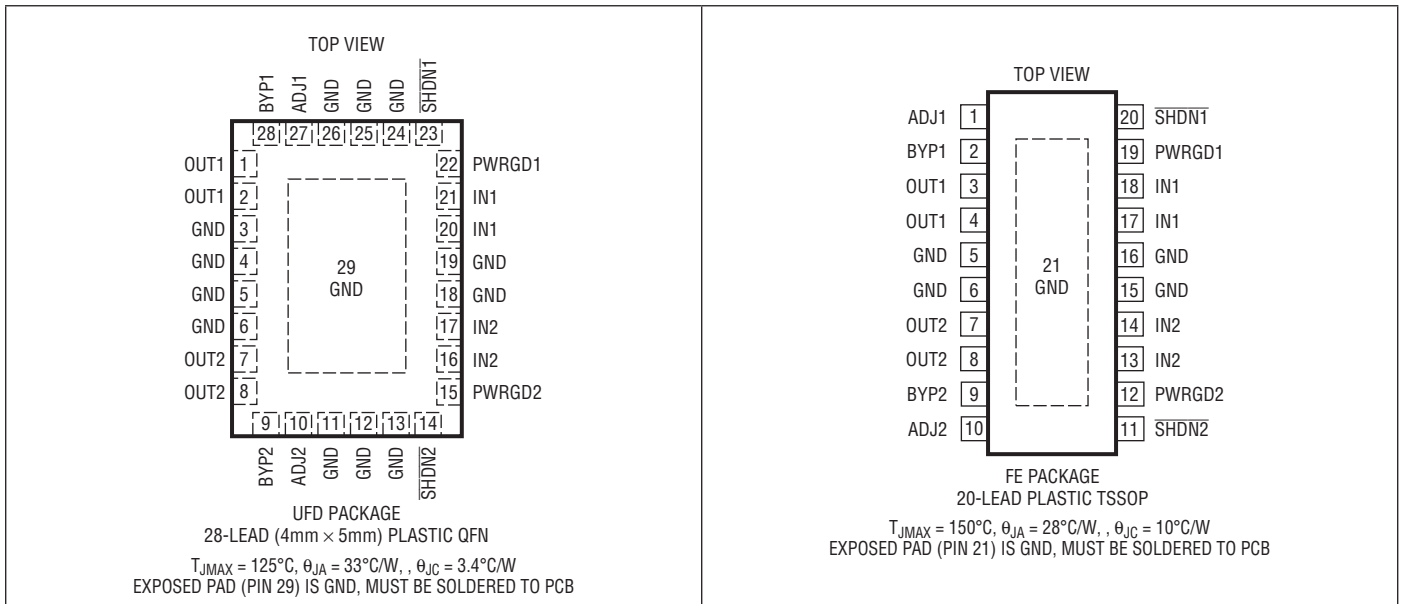 TOP VIEW
BYP1 ADJ1 GND GND GND SHDN1
28 27 26 25 24 23
OUT1 1 22 PWRGD1
OUT1 2 21 IN1
GND 3 20 IN1
GND 4 19 GND
GND 5 18 GND
GND 6 17 IN2
OUT2 7 16 IN2
OUT2 8 15 PWRGD2
29
GND
9 10 11 12 13 14
BYP2 ADJ2 GND GND GND SHDN2
UFD PACKAGE
28-LEAD (4mm × 5mm) PLASTIC QFN
TJMAX = 125°C, θJA = 33°C/W, , θJC = 3.4°C/W
EXPOSED PAD (PIN 29) IS GND, MUST BE SOLDERED TO PCB
TOP VIEW
ADJ1 1 20 SHDN1
BYP1 2 19 PWRGD1
OUT1 3 18 IN1
OUT1 4 17 IN1
GND 5 16 GND
GND 6 15 GND
OUT2 7 14 IN2
OUT2 8 13 IN2
BYP2 9 12 PWRGD2
ADJ2 10 11 SHDN2
21
GND
FE PACKAGE
20-LEAD PLASTIC TSSOP
TJMAX = 150°C, θJA = 28°C/W, , θJC = 10°C/W
EXPOSED PAD (PIN 21) IS GND, MUST BE SOLDERED TO PCB